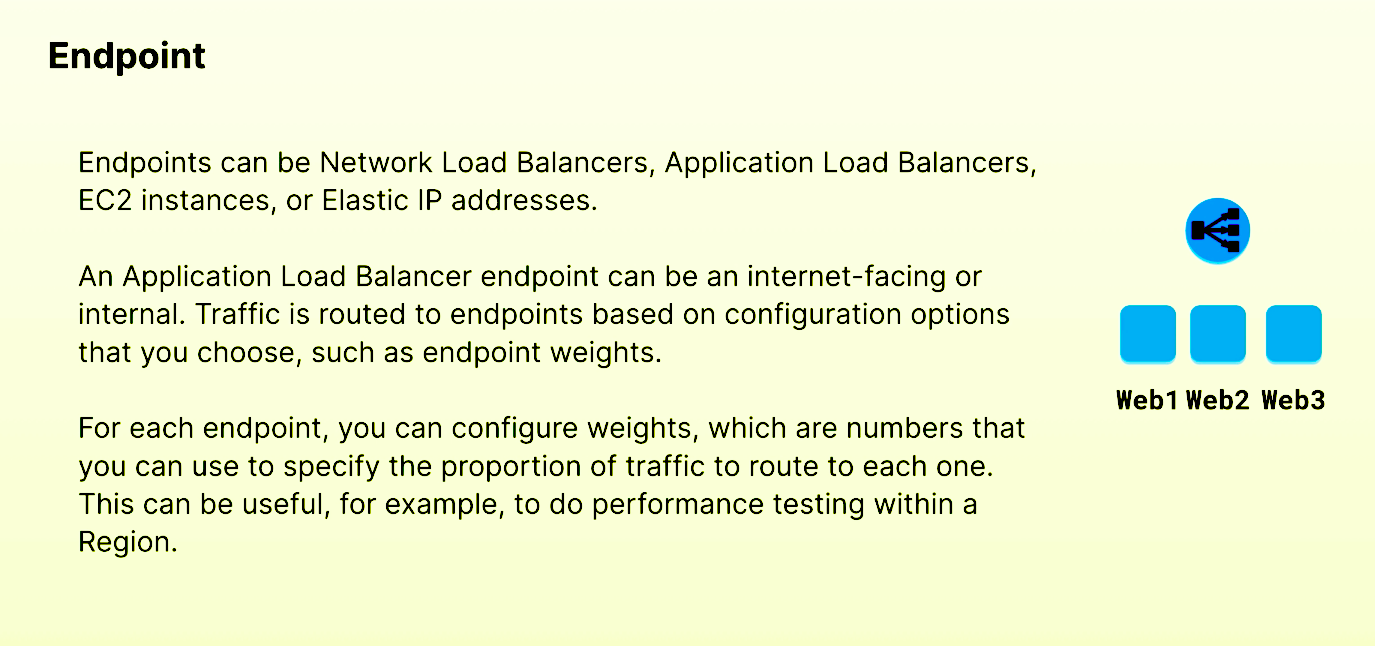 Endpoint
Endpoints can be Network Load Balancers, Application Load Balancers,
EC2 instances, or Elastic IP addresses.
An Application Load Balancer endpoint can be an internet-facing or
internal. Traffic is routed to endpoints based on configuration options
that you choose, such as endpoint weights.
For each endpoint, you can configure weights, which are numbers that
you can use to specify the proportion of traffic to route to each one.
This can be useful, for example, to do performance testing within a
Region.
Web1 Web2 Web3